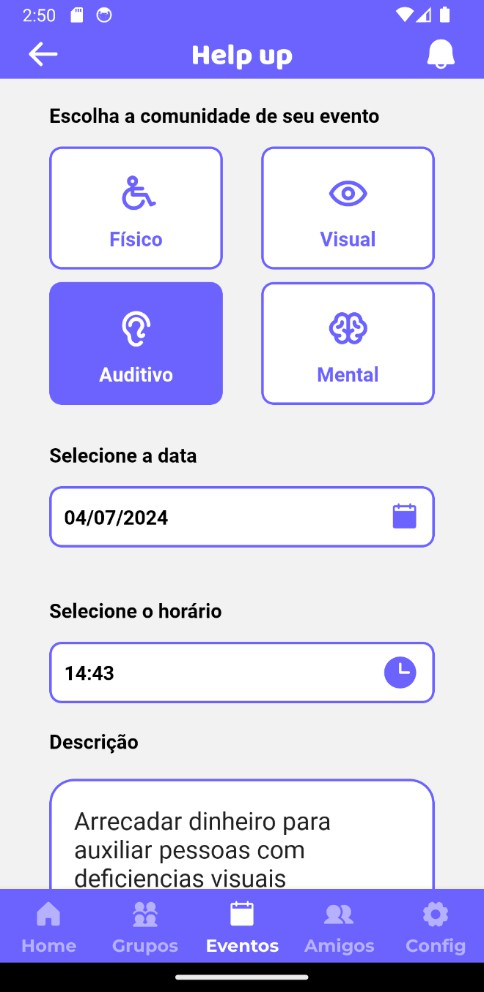 2:50
Help up
Escolha a comunidade de seu evento
Físico
Visual
Auditivo
Mental
Selecione a data
04/07/2024
Selecione o horário
14:43
Descrição
Arrecadar dinheiro para
auxiliar pessoas com
deficiencias visuais
Home
Grupos
Eventos
Amigos
Config